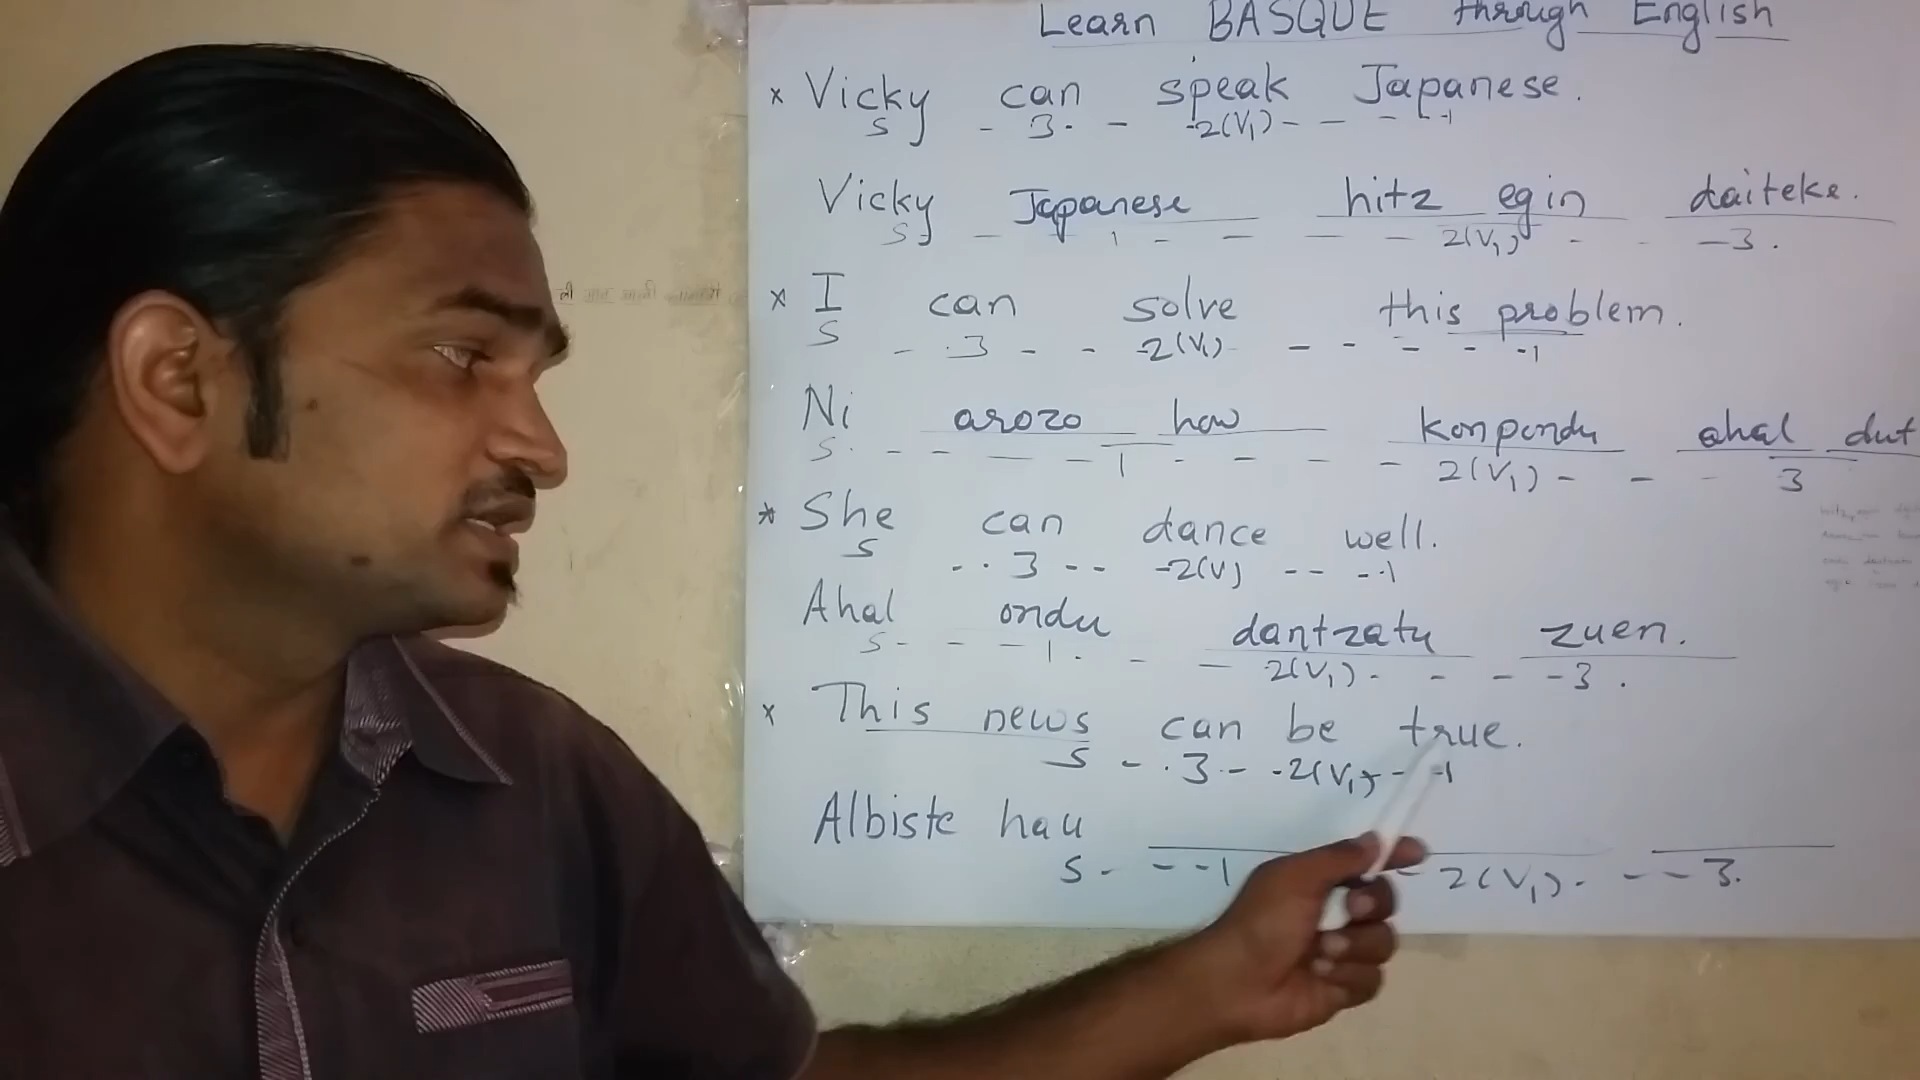 Learn BASQUE through English
× Vicky can speak Japanese.
S - 3 - - -2(V1) - - - - -1
Vicky Japanese hitz egin daiteke.
S - 1 - - - - 2(V1) - - -3.
× I can solve this problem.
S - 3 - - -2(V1) - - - - -1
Ni arozo how konpondu ahal dut
S. - - - - 1 - - - - 2(V1) - - - 3
* She can dance well.
S - - 3 - - -2(V) - - - -1
Ahal ondu dantzatu zuen.
S - - - 1. - - 2(V1). - - -3.
× This news can be true.
S - .3 - -2(V1) - -1
Albiste hau
S. - - -1 - 2(V1). - - -3.